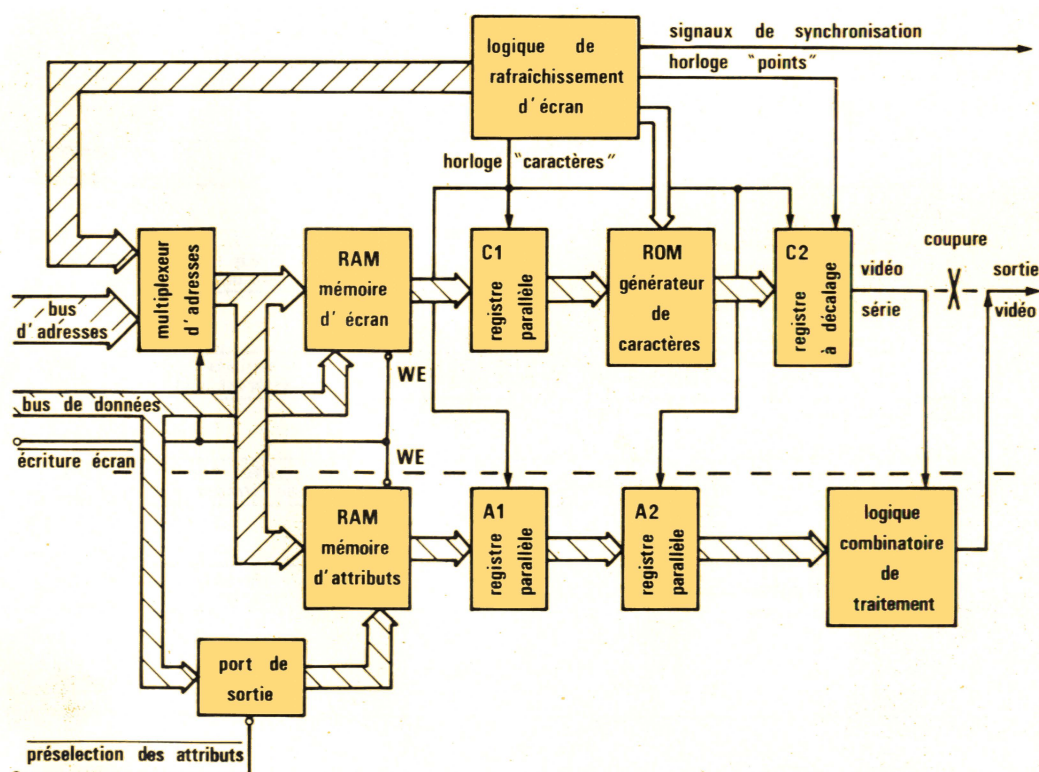 logique de
rafraîchissement
d'écran
signaux de synchronisation
horloge "points"
horloge "caractères"
multiplexeur
d'adresses
RAM
mémoire
d'écran
C1
registre
parallèle
ROM
générateur
de
caractères
C2
registre
à décalage
vidéo
série
coupure
sortie
vidéo
bus
d'adresses
bus de données
WE
écriture écran
WE
RAM
mémoire
d'attributs
A1
registre
parallèle
A2
registre
parallèle
logique
combinatoire
de
traitement
port de
sortie
préselection des attributs